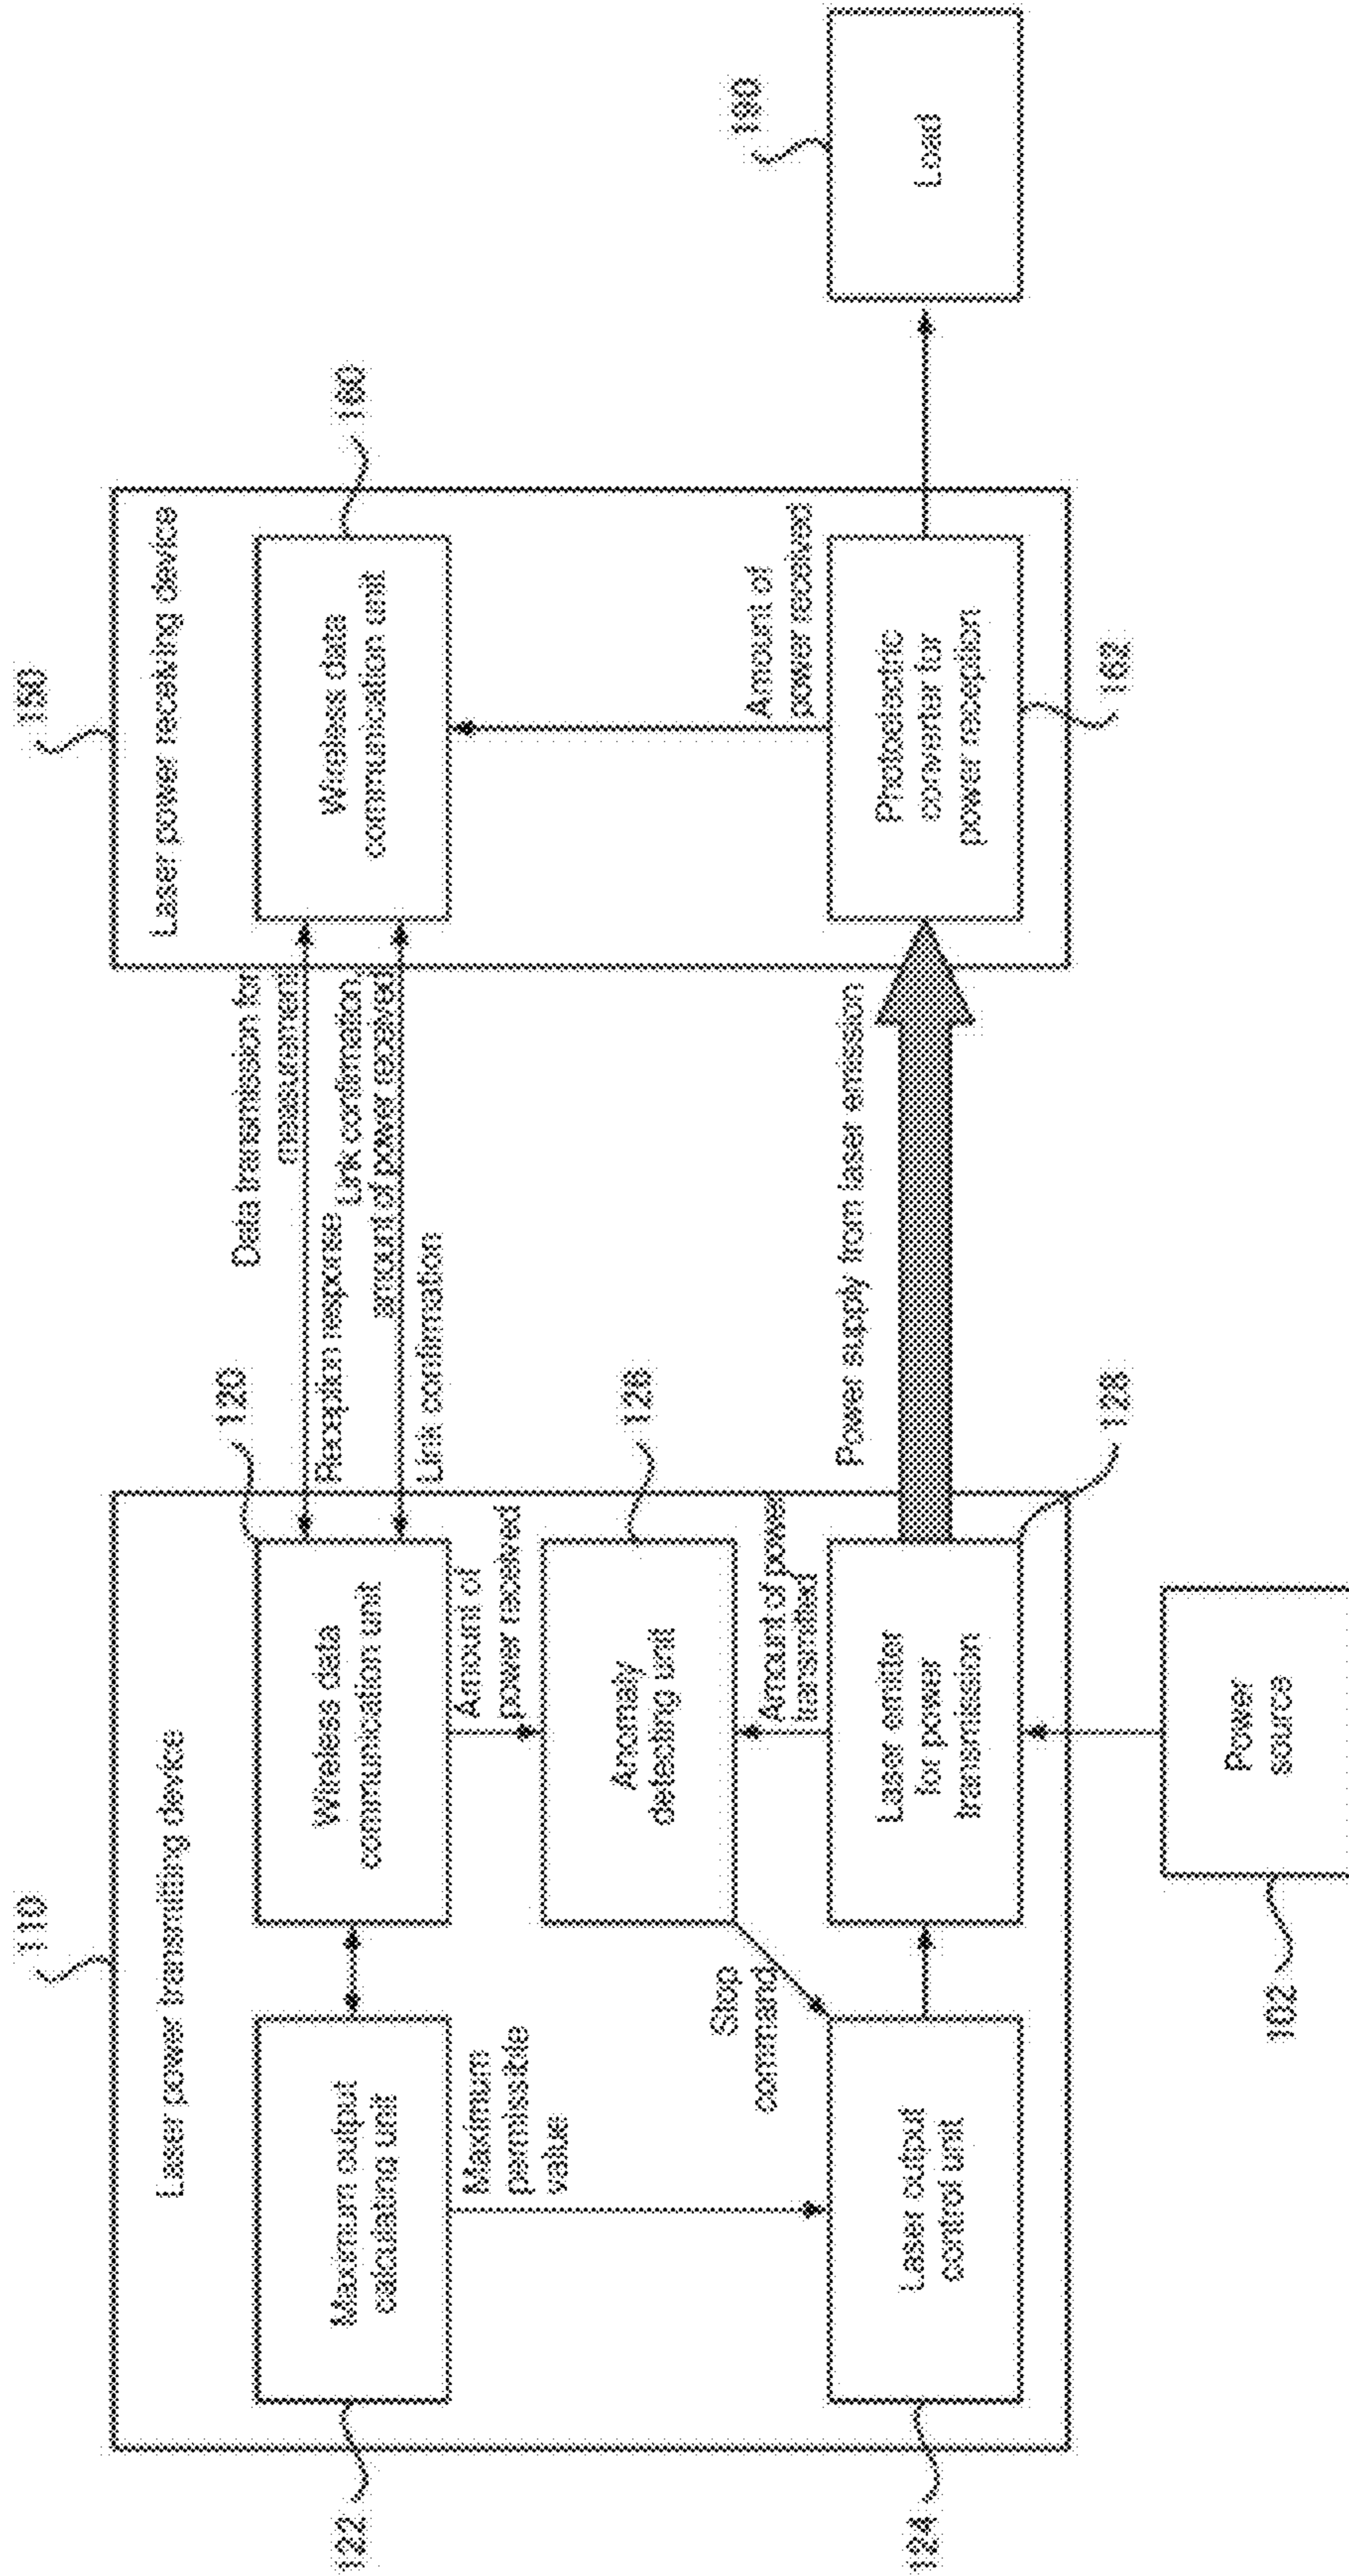 110
Laser power transmitting device
122
Maximum output
calculating unit
Maximum
permissible
value
124
Laser output
control unit
Stop
command
120
Wireless data
communication unit
Amount of
power received
126
Anomaly
detecting unit
Amount of power
transmitted
128
Laser emitter
for power
transmission
102
Power
source
Data transmission for
measurement
Reception response
Link confirmation
amount of power received
Link confirmation
Power supply from laser emission
150
Laser power receiving device
160
Wireless data
communication unit
Amount of
power received
162
Photoelectric
converter for
power reception
190
Load